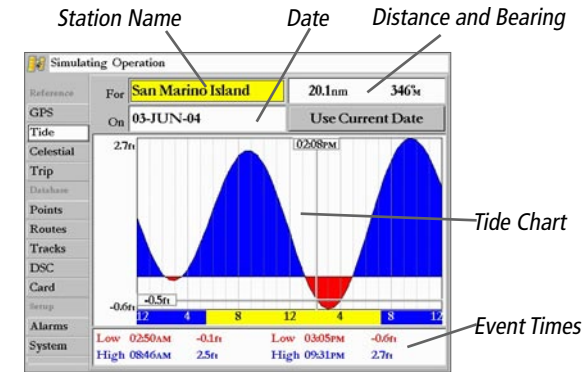 Station Name
Date
Distance and Bearing
Simulating Operation
Reference
GPS
Tide
Celestial
Trip
Database
Points
Routes
Tracks
DSC
Card
Setup
Alarms
System
For San Marino Island 20.1nm 346°M
On 03-JUN-04 Use Current Date
2.7ft
02:08PM
Tide Chart
-0.5ft
-0.6ft
12 4 8 12 4 8 12
Event Times
Low 02:50AM -0.1ft Low 03:05PM -0.6ft
High 08:46AM 2.5ft High 09:31PM 2.7ft